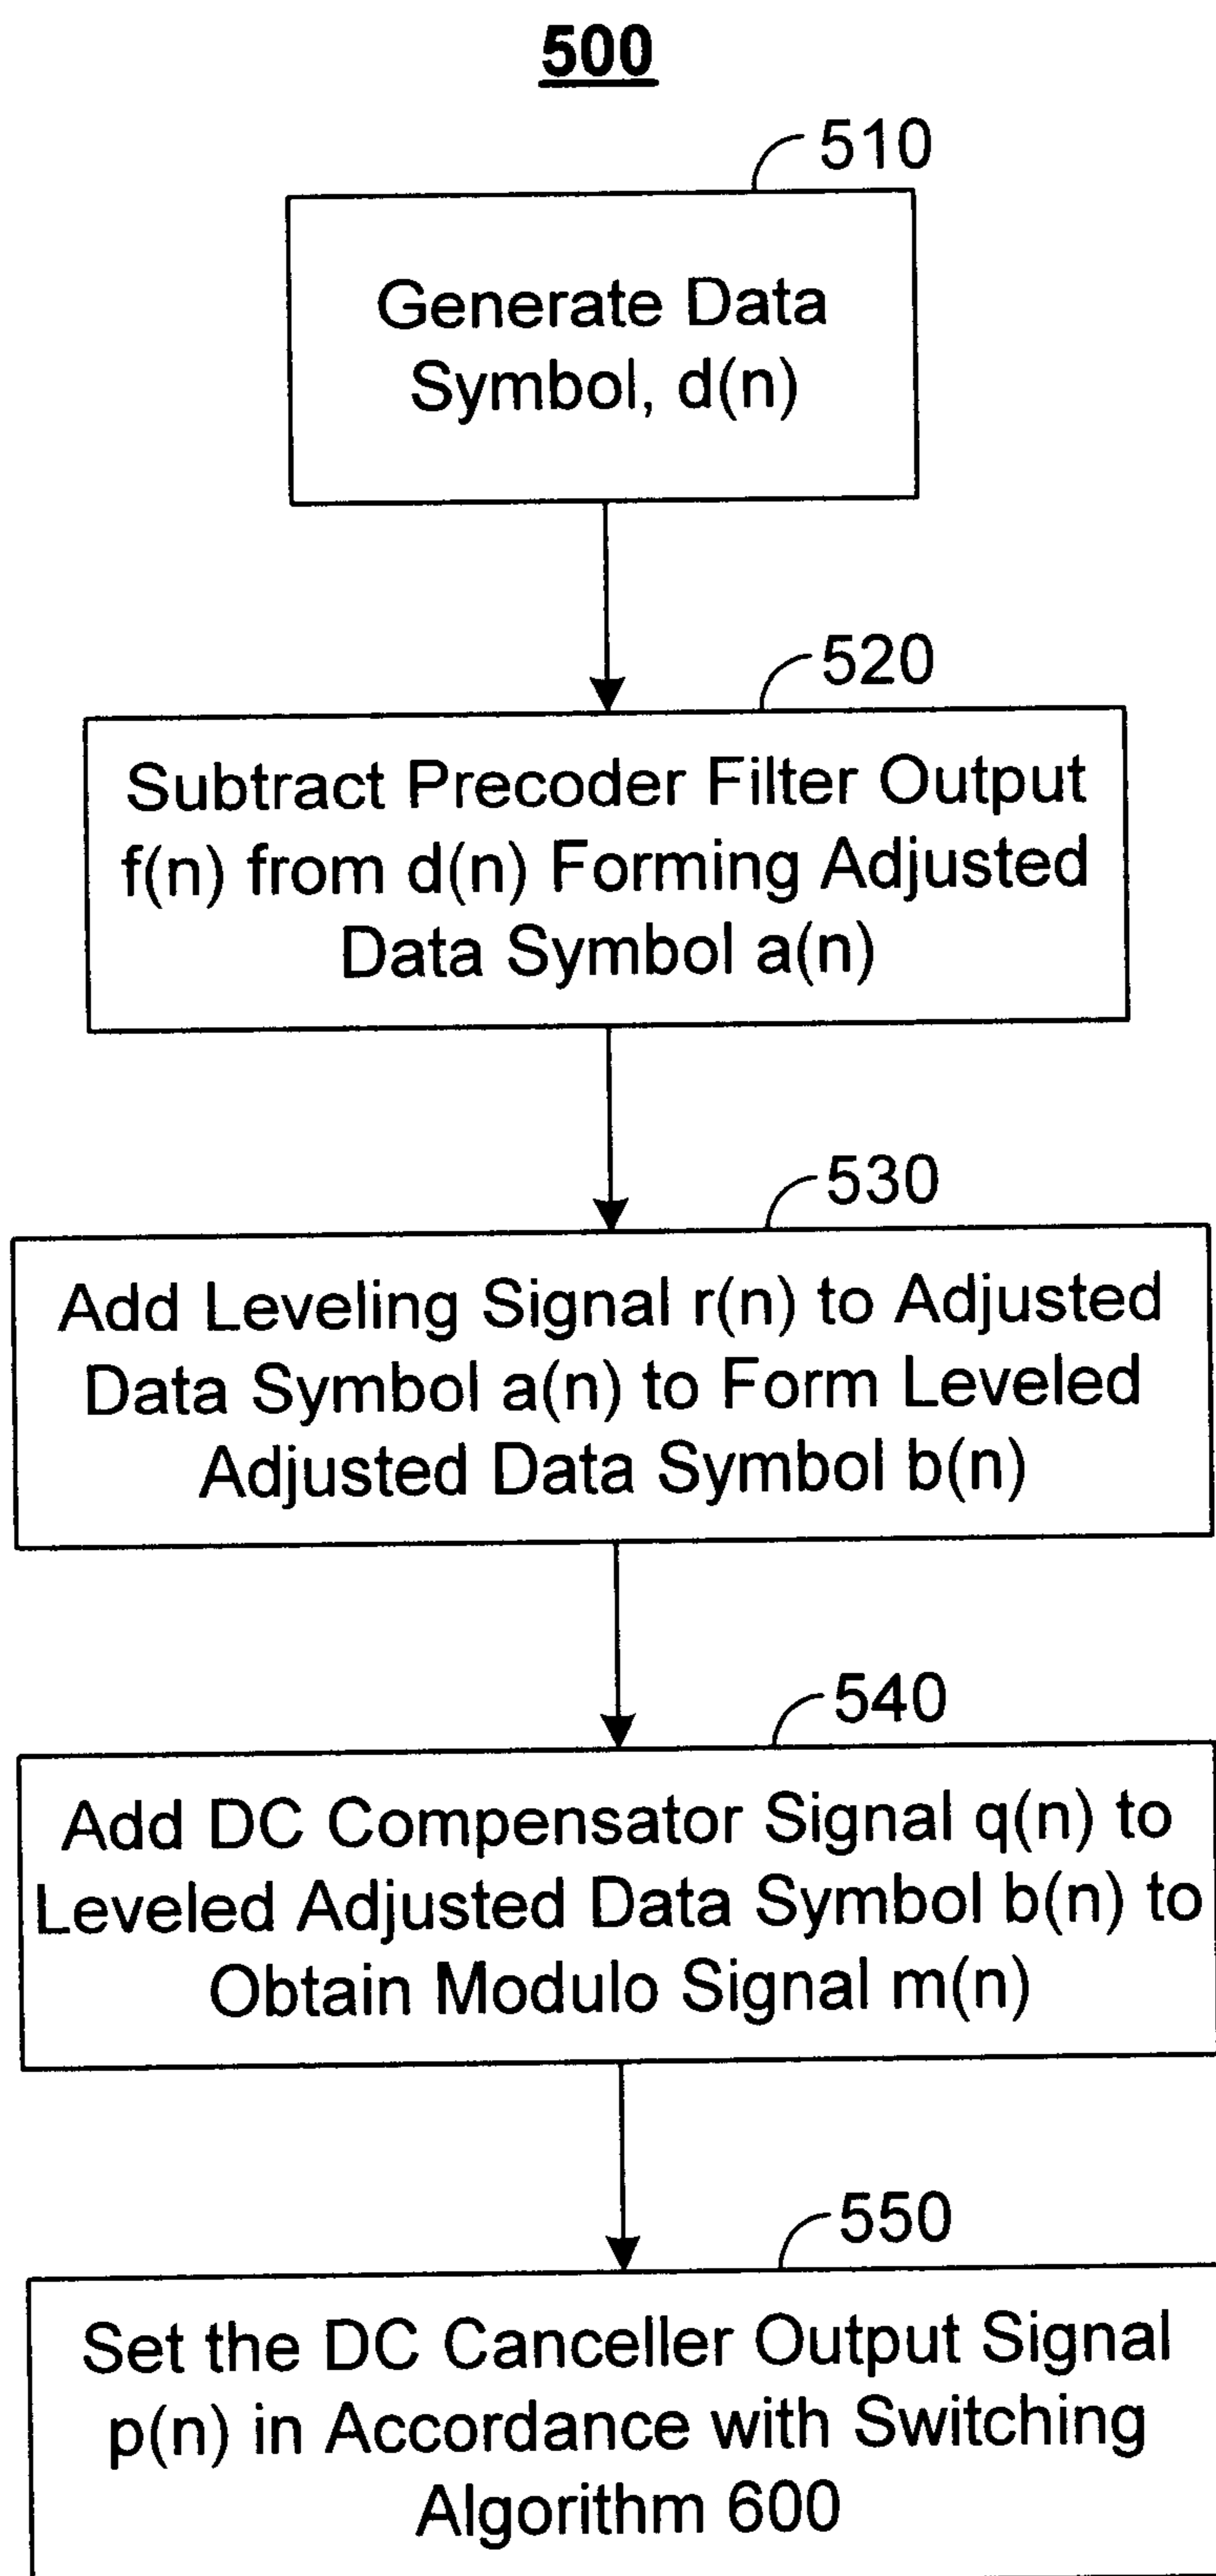 500
510
Generate Data
Symbol, d(n)
520
Subtract Precoder Filter Output
f(n) from d(n) Forming Adjusted
Data Symbol a(n)
530
Add Leveling Signal r(n) to Adjusted
Data Symbol a(n) to Form Leveled
Adjusted Data Symbol b(n)
540
Add DC Compensator Signal q(n) to
Leveled Adjusted Data Symbol b(n) to
Obtain Modulo Signal m(n)
550
Set the DC Canceller Output Signal
p(n) in Accordance with Switching
Algorithm 600